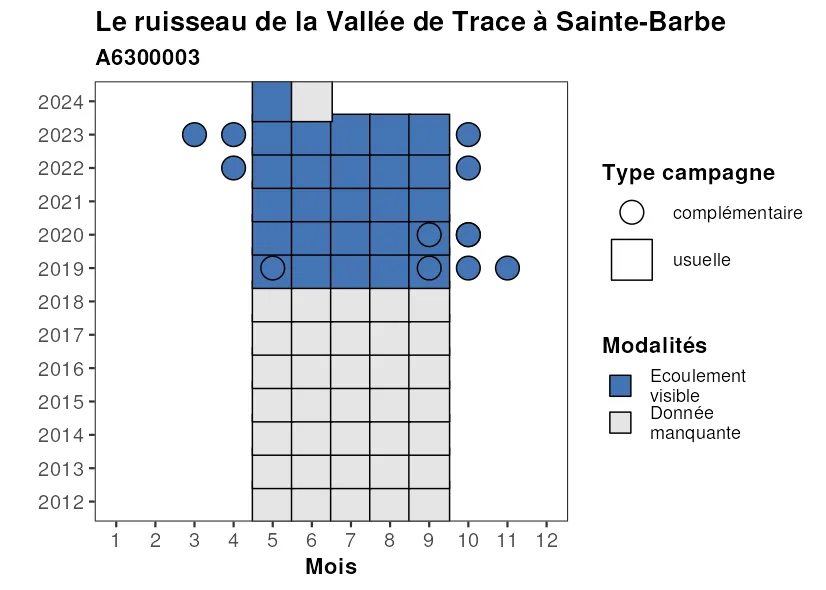 Le ruisseau de la Vallée de Trace à Sainte-Barbe
A6300003
2024
2023
2022
2021
2020
2019
2018
2017
2016
2015
2014
2013
2012
1 2 3 4 5 6 7 8 9 10 11 12
Mois
Type campagne
complémentaire
usuelle
Modalités
Ecoulement
visible
Donnée
manquante